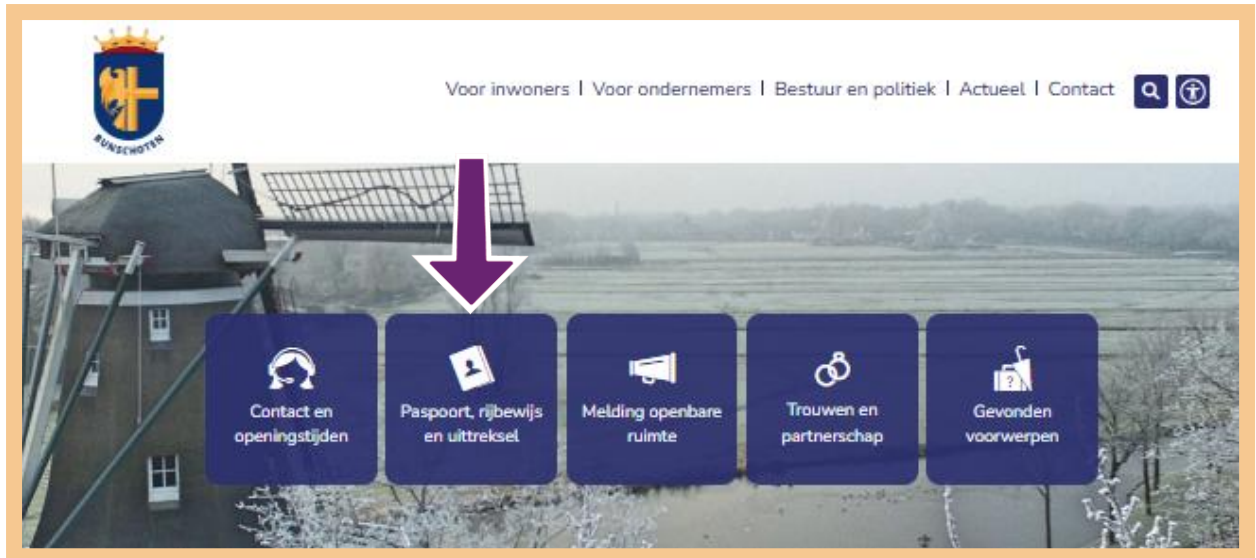 BUNSCHOTEN
Voor inwoners | Voor ondernemers | Bestuur en politiek | Actueel | Contact
Contact en
openingstijden
Paspoort, rijbewijs
en uittreksel
Melding openbare
ruimte
Trouwen en
partnerschap
?
Gevonden
voorwerpen